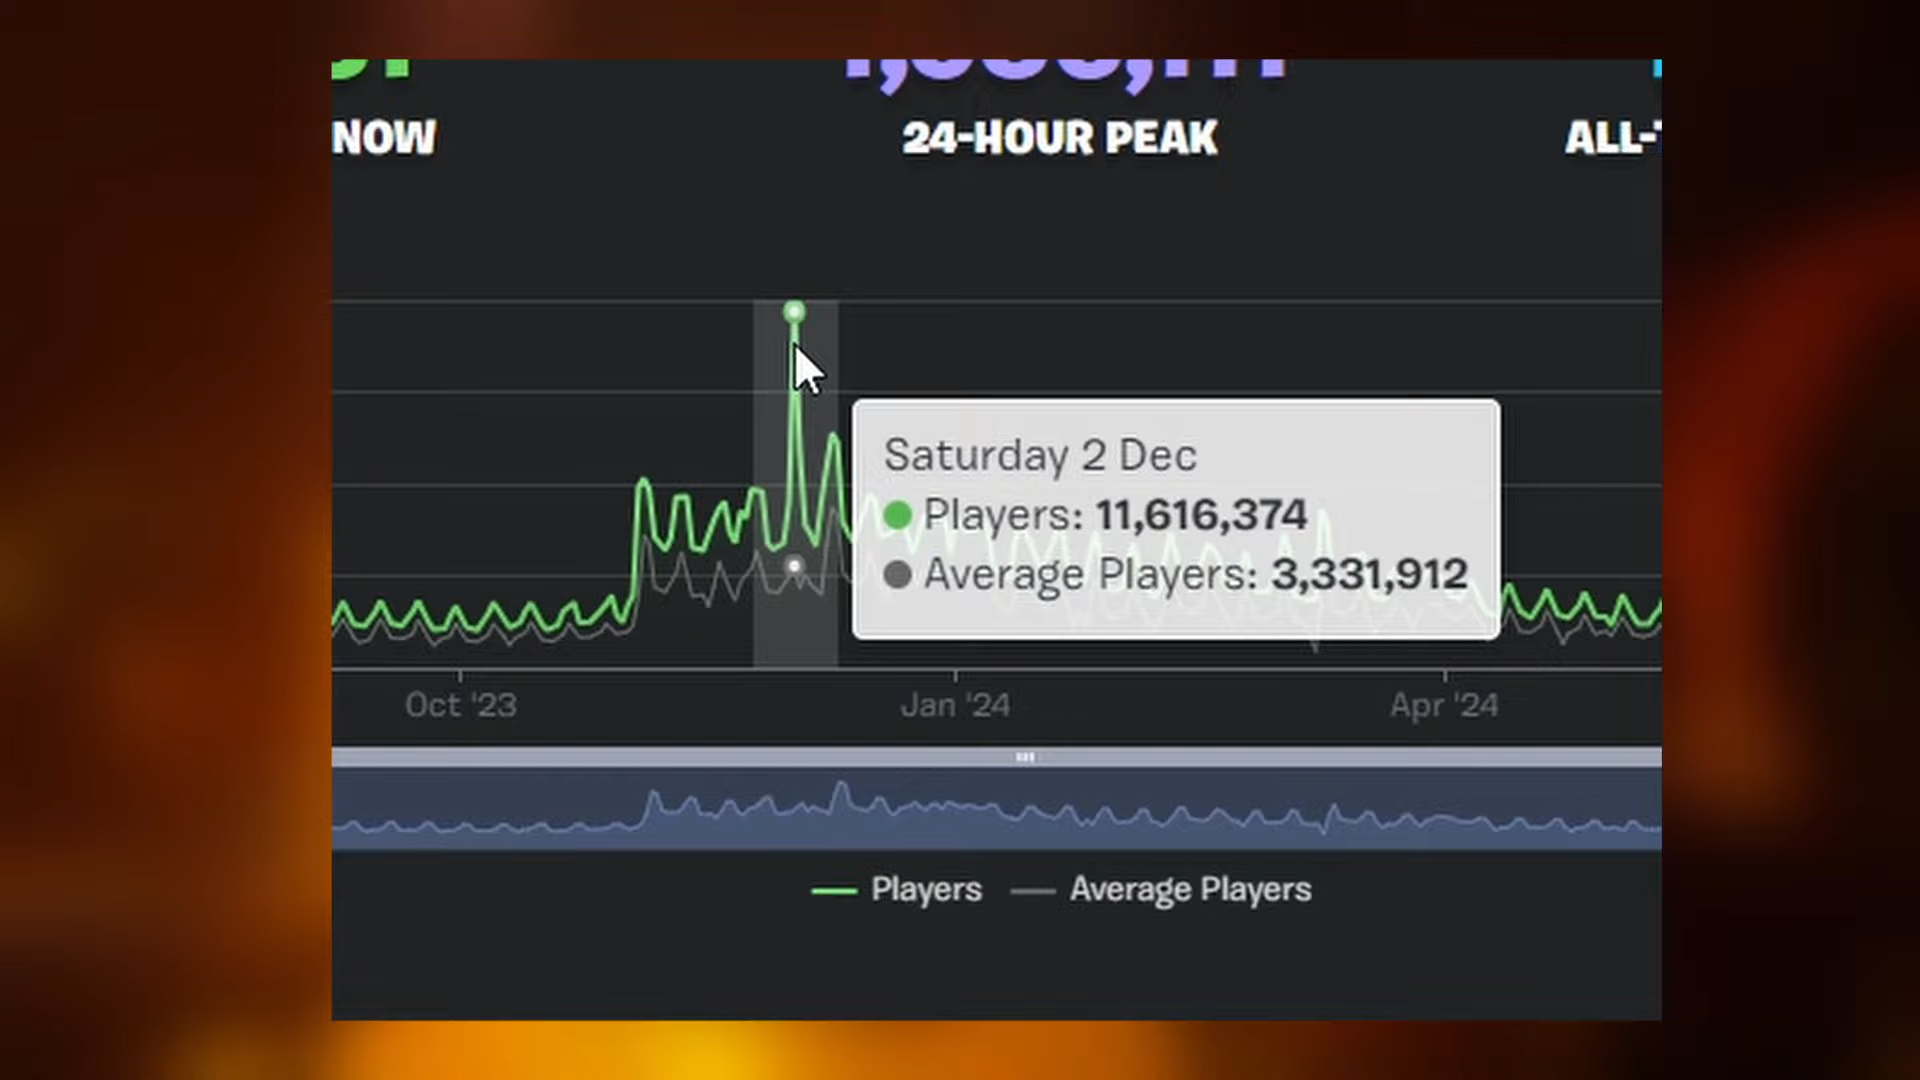 NOW
24-HOUR PEAK
ALL-
Saturday 2 Dec
Players: 11,616,374
Average Players: 3,331,912
Oct '23
Jan '24
Apr '24
Players
Average Players